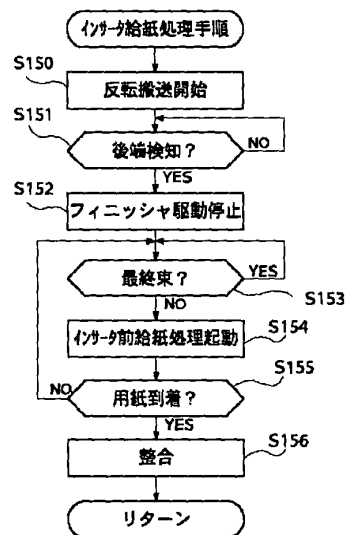 インサータ給紙処理手順
S150
反転搬送開始
S151
後端検知？
NO
YES
S152
フィニッシャ駆動停止
最終束？
YES
S153
NO
S154
インサータ前給紙処理起動
S155
用紙到着？
NO
YES
S156
整合
リターン